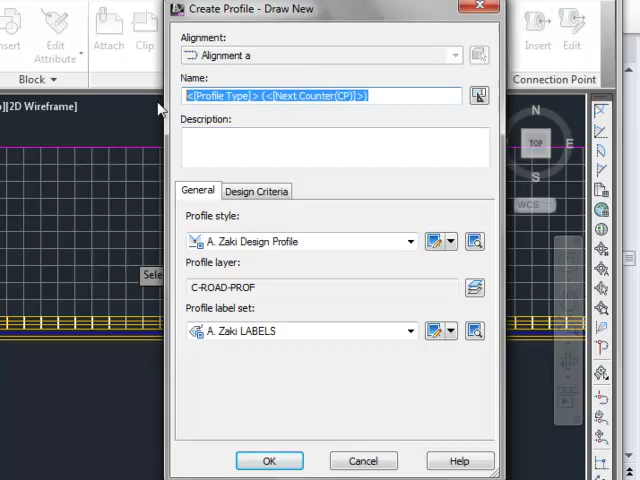 Create Profile - Draw New
Insert
Edit
Attribute
Attach
Clip
Block
Insert
Edit
Connection Point
][2D Wireframe]
Alignment:
Alignment a
Name:
<[Profile Type]> (<[Next Counter(CP)]>)
Description:
General
Design Criteria
Profile style:
A. Zaki Design Profile
Profile layer:
C-ROAD-PROF
Profile label set:
A. Zaki LABELS
OK
Cancel
Help
N
TOP
E
S
WCS
Sele